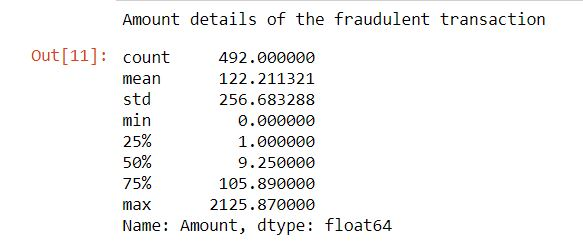 Amount details of the fraudulent transaction
Out[11]: count 492.000000
mean 122.211321
std 256.683288
min 0.000000
25% 1.000000
50% 9.250000
75% 105.890000
max 2125.870000
Name: Amount, dtype: float64